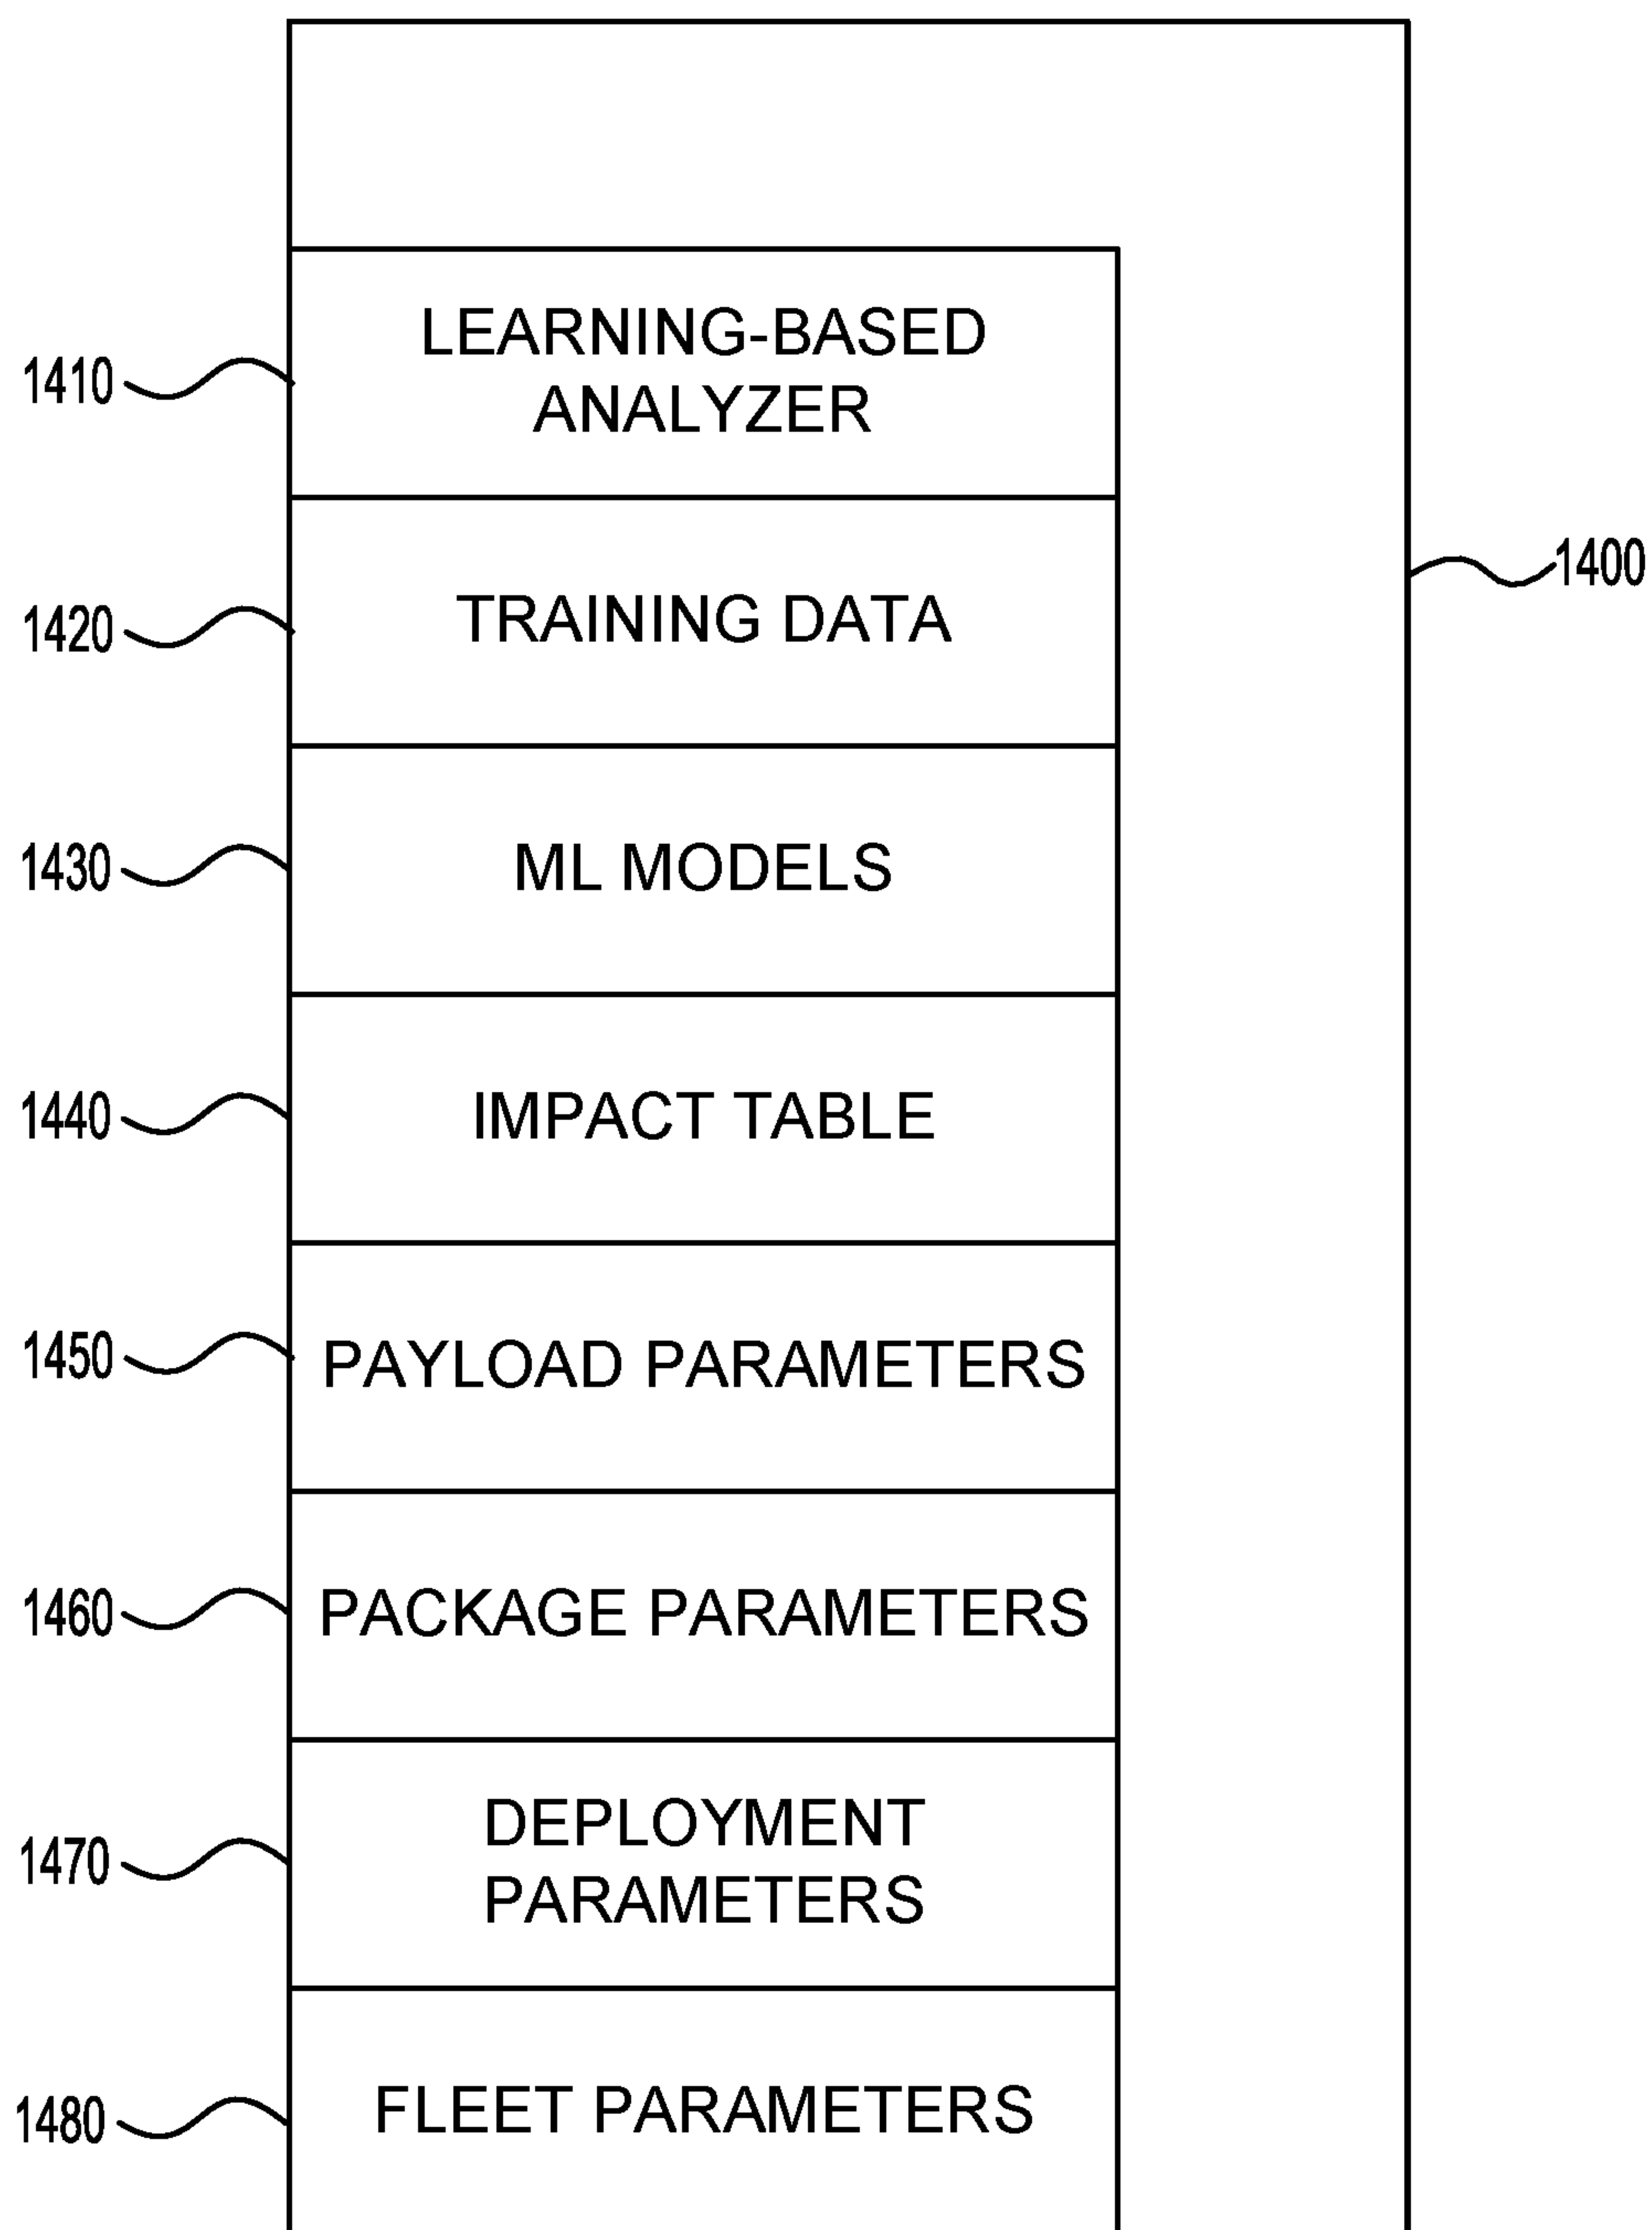 LEARNING-BASED
ANALYZER
1410
1400
TRAINING DATA
1420
ML MODELS
1430
IMPACT TABLE
1440
PAYLOAD PARAMETERS
1450
PACKAGE PARAMETERS
1460
DEPLOYMENT
PARAMETERS
1470
FLEET PARAMETERS
1480